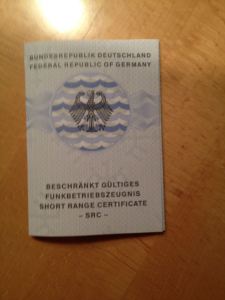 BUNDESREPUBLIK DEUTSCHLAND
FEDERAL REPUBLIC OF GERMANY
BESCHRÄNKT GÜLTIGES
FUNKBETRIEBSZEUGNIS
SHORT RANGE CERTIFICATE
– SRC –